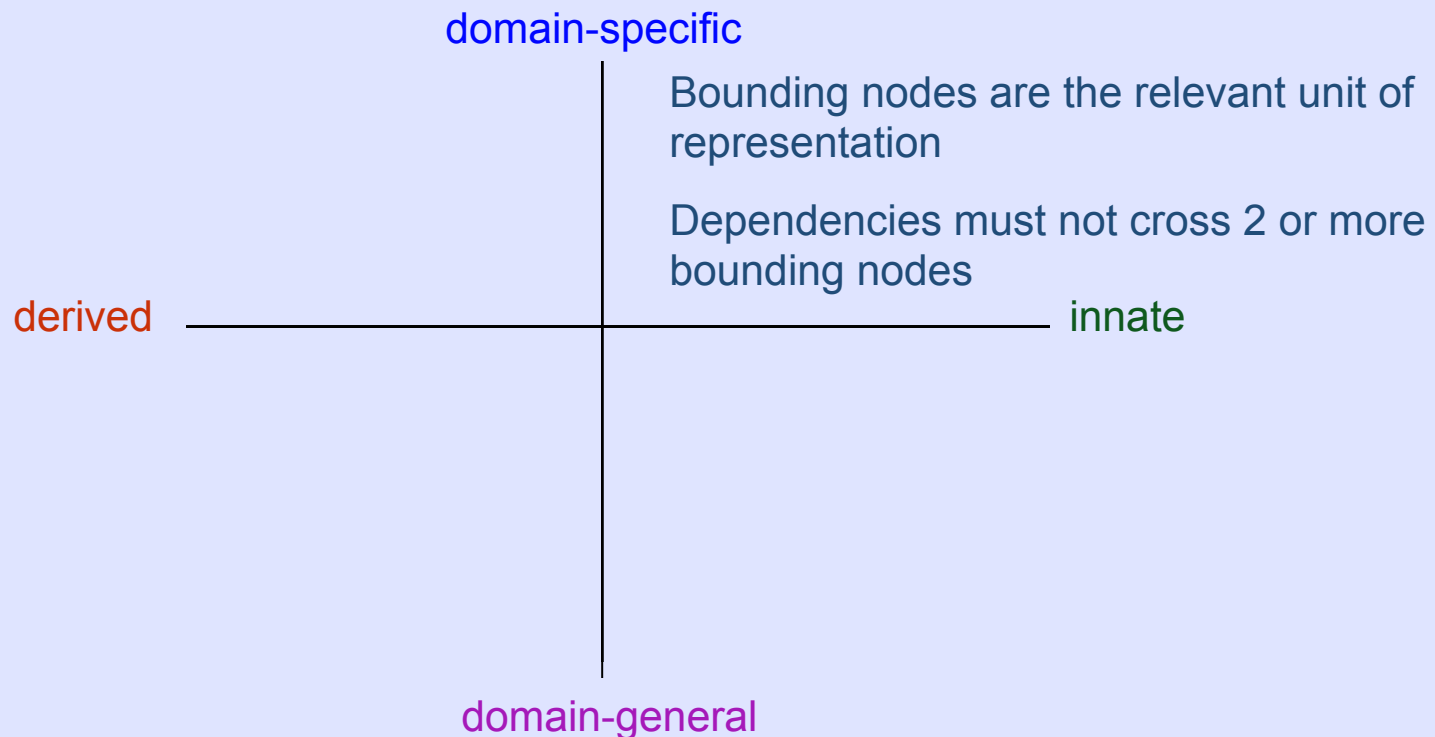 domain-specific
Bounding nodes are the relevant unit of
representation
Dependencies must not cross 2 or more
bounding nodes
derived
innate
domain-general